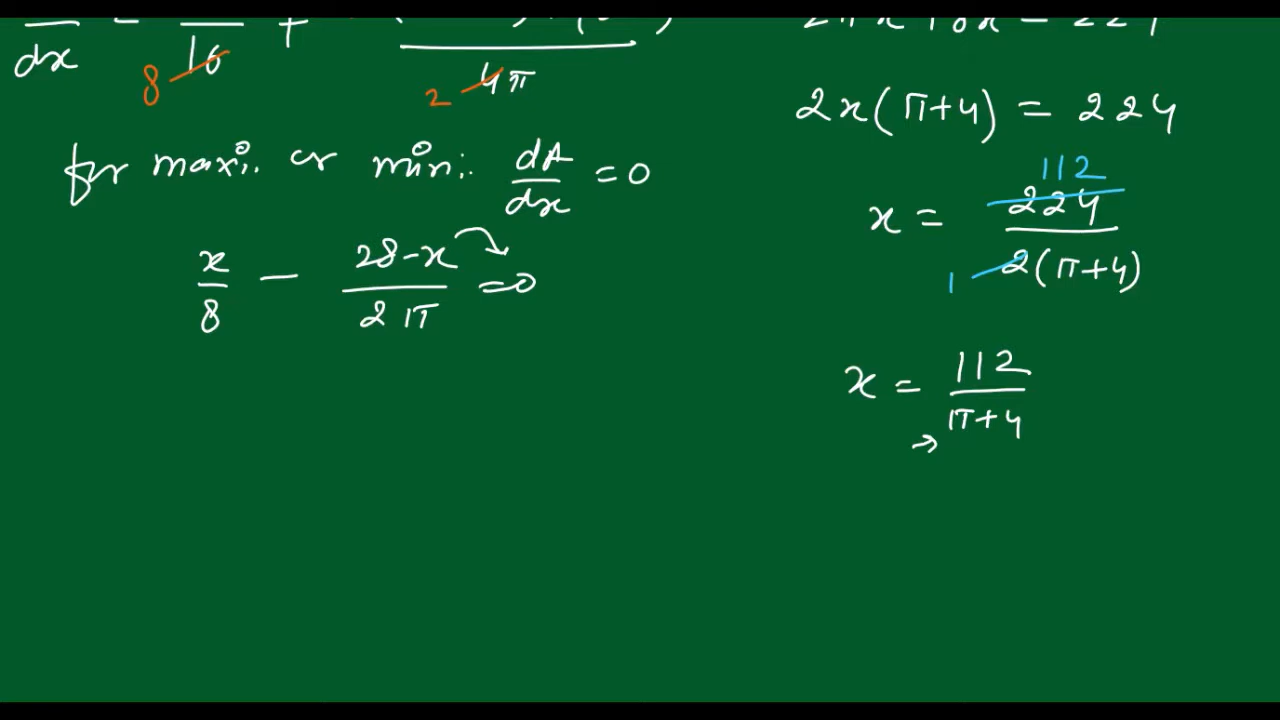 dx 8 16 + 2 4π
for maxi. or min. dA/dx = 0
x/8 - 28-x/2π = 0
2x(π+4) = 224
112
x = 224/2(π+4)
1
x = 112/π+4
→